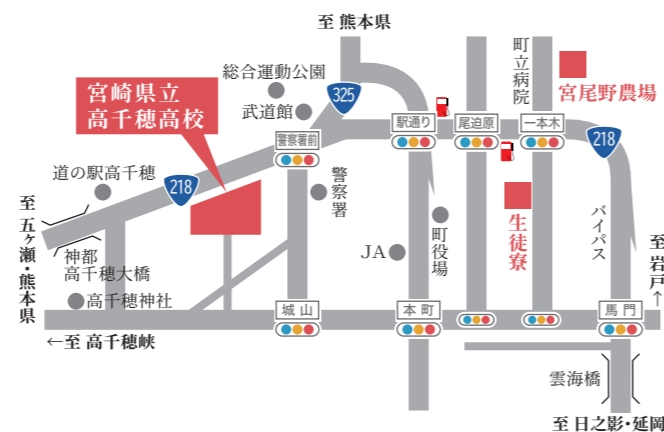 至 熊本県
総合運動公園
325
武道館
宮崎県立
高千穂高校
警察署前
駅通り
尾迫原
一本木
町立病院
宮尾野農場
218
道の駅高千穂
218
警察署
至 五ヶ瀬・熊本県
神都
高千穂大橋
高千穂神社
JA
町役場
生徒寮
バイパス
至 岩戸→
城山
本町
馬門
←至 高千穂峡
雲海橋
至 日之影・延岡